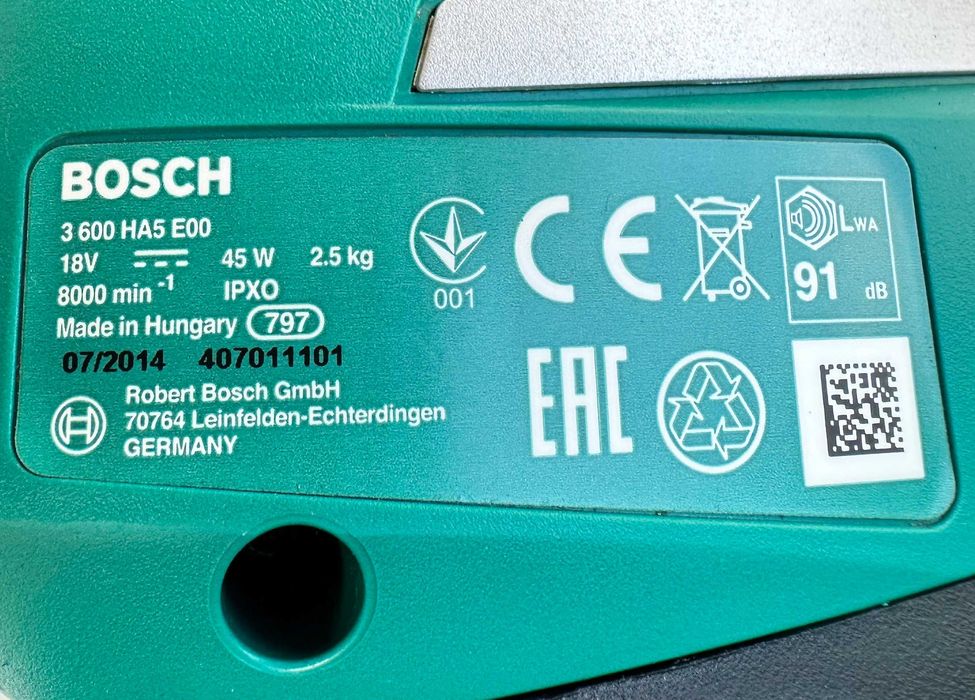 BOSCH
3 600 HA5 E00
18V 45 W 2.5 kg
8000 min⁻¹ IPX0
Made in Hungary 797
07/2014 407011101
Robert Bosch GmbH
70764 Leinfelden-Echterdingen
GERMANY
001
CE
LWA
91 dB
EAC